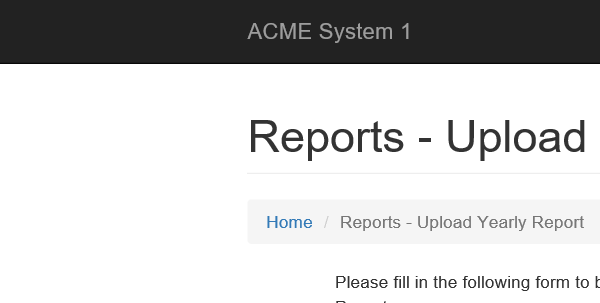 ACME System 1
Reports - Upload
Home / Reports - Upload Yearly Report
Please fill in the following form to